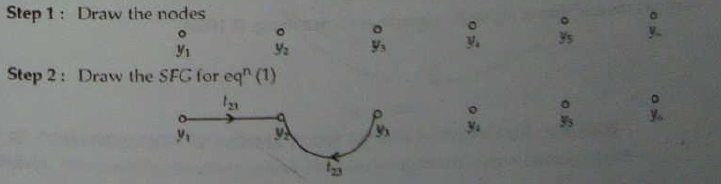 Step 1 : Draw the nodes
y₁ y₂ y₃ y₄ y₅
Step 2 : Draw the SFG for eqⁿ (1)
t₂₁
y₁ y₂ y₃ y₄ y₅ y₆
t₂₃